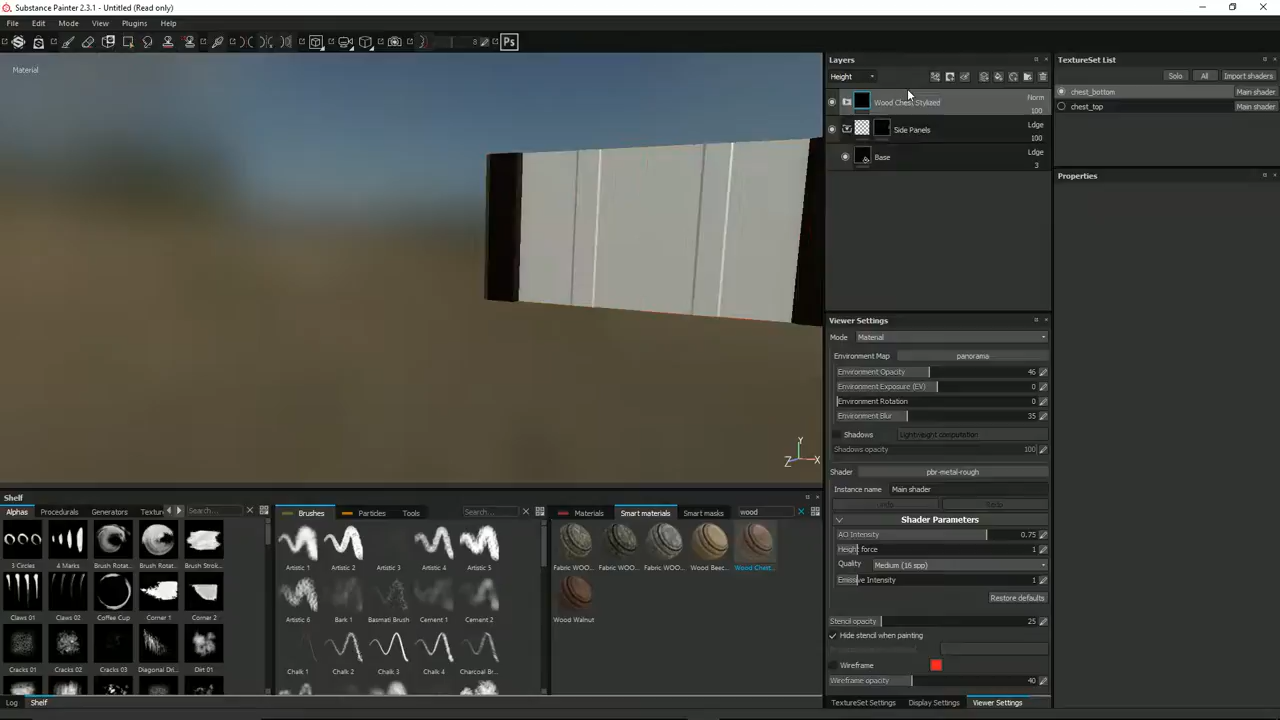 Substance Painter 2.3.1 - Untitled (Read only)
File Edit Mode View Plugins Help
8 Ps
Material
Layers
Height
Wood Chest Stylized Norm
100
Side Panels Ldge
100
Base Ldge
3
TextureSet List
Solo All Import shaders
chest_bottom Main shader
chest_top Main shader
Properties
Viewer Settings
Mode Material
Environment Map panorama
Environment Opacity 46
Environment Exposure (EV) 0
Environment Rotation 0
Environment Blur 35
Shadows Lightweight computation
Shadows opacity 100
Shader pbr-metal-rough
Instance name Main shader
Undo Redo
Shader Parameters
AO Intensity 0.75
Height force 1
Quality Medium (16 spp)
Emissive Intensity 1
Restore defaults
Stencil opacity 25
Hide stencil when painting
Wireframe
Wireframe opacity 40
TextureSet Settings Display Settings Viewer Settings
Y
Z X
Shelf
Alphas Procedurals Generators Textur Search...
3 Circles 4 Marks Brush Rotat... Brush Rotat... Brush Strok...
Claws 01 Claws 02 Coffee Cup Corner 1 Corner 2
Cracks 01 Cracks 02 Cracks 03 Diagonal Dri... Dirt 01
Brushes Particles Tools Search...
Artistic 1 Artistic 2 Artistic 3 Artistic 4 Artistic 5
Artistic 6 Bark 1 Basmati Brush Cement 1 Cement 2
Chalk 1 Chalk 2 Chalk 3 Chalk 4 Charcoal Br...
Materials Smart materials Smart masks wood
Fabric WOO... Fabric WOO... Fabric WOO... Wood Beec... Wood Chest...
Wood Walnut
Log Shelf